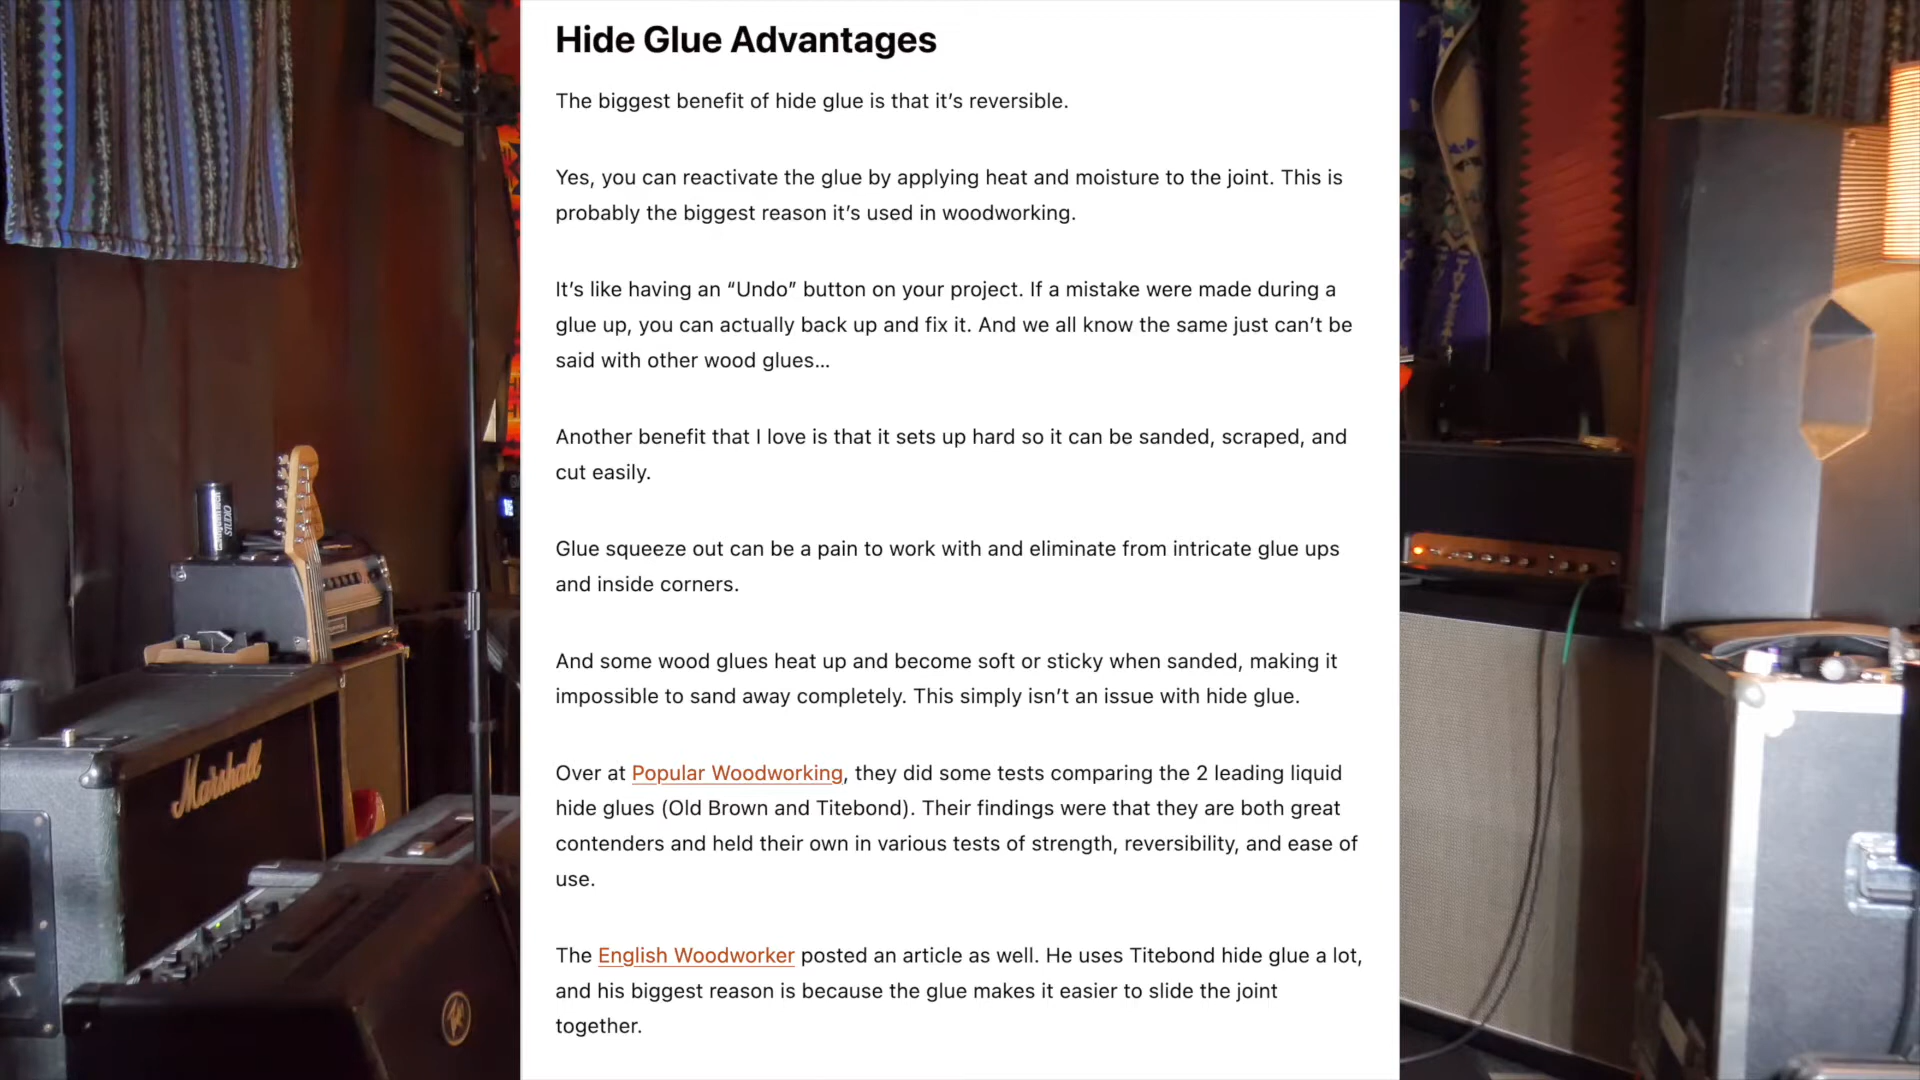 Hide Glue Advantages
The biggest benefit of hide glue is that it’s reversible.
Yes, you can reactivate the glue by applying heat and moisture to the joint. This is
probably the biggest reason it’s used in woodworking.
It’s like having an “Undo” button on your project. If a mistake were made during a
glue up, you can actually back up and fix it. And we all know the same just can’t be
said with other wood glues…
Another benefit that I love is that it sets up hard so it can be sanded, scraped, and
cut easily.
Glue squeeze out can be a pain to work with and eliminate from intricate glue ups
and inside corners.
And some wood glues heat up and become soft or sticky when sanded, making it
impossible to sand away completely. This simply isn’t an issue with hide glue.
Over at Popular Woodworking, they did some tests comparing the 2 leading liquid
hide glues (Old Brown and Titebond). Their findings were that they are both great
contenders and held their own in various tests of strength, reversibility, and ease of
use.
The English Woodworker posted an article as well. He uses Titebond hide glue a lot,
and his biggest reason is because the glue makes it easier to slide the joint
together.
Marshall